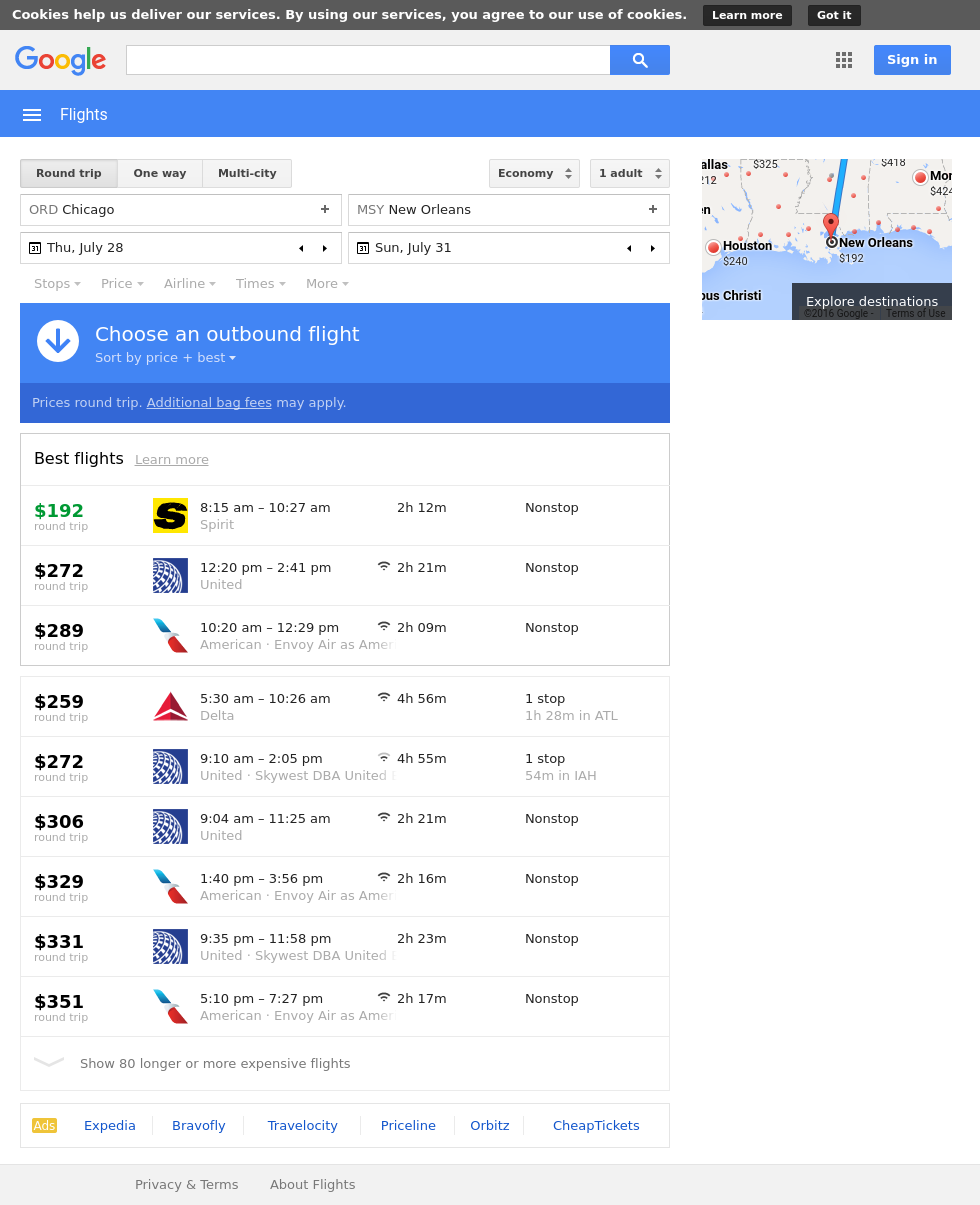 Cookies help us deliver our services. By using our services, you agree to our use of cookies. Learn more Got it
Google
Sign in
Flights
Round trip One way Multi-city Economy 1 adult
ORD Chicago + MSY New Orleans +
31 Thu, July 28 31 Sun, July 31
Stops Price Airline Times More
allas $325 $418
212 Mon
$424
en
Houston New Orleans
$240 $192
pus Christi
Explore destinations
©2016 Google - Terms of Use
Choose an outbound flight
Sort by price + best
Prices round trip. Additional bag fees may apply.
Best flights Learn more
$192 8:15 am – 10:27 am 2h 12m Nonstop
round trip Spirit
$272 12:20 pm – 2:41 pm 2h 21m Nonstop
round trip United
$289 10:20 am – 12:29 pm 2h 09m Nonstop
round trip American · Envoy Air as Amer
$259 5:30 am – 10:26 am 4h 56m 1 stop
round trip Delta 1h 28m in ATL
$272 9:10 am – 2:05 pm 4h 55m 1 stop
round trip United · Skywest DBA United 54m in IAH
$306 9:04 am – 11:25 am 2h 21m Nonstop
round trip United
$329 1:40 pm – 3:56 pm 2h 16m Nonstop
round trip American · Envoy Air as Amer
$331 9:35 pm – 11:58 pm 2h 23m Nonstop
round trip United · Skywest DBA United
$351 5:10 pm – 7:27 pm 2h 17m Nonstop
round trip American · Envoy Air as Amer
Show 80 longer or more expensive flights
Ads Expedia Bravofly Travelocity Priceline Orbitz CheapTickets
Privacy & Terms About Flights